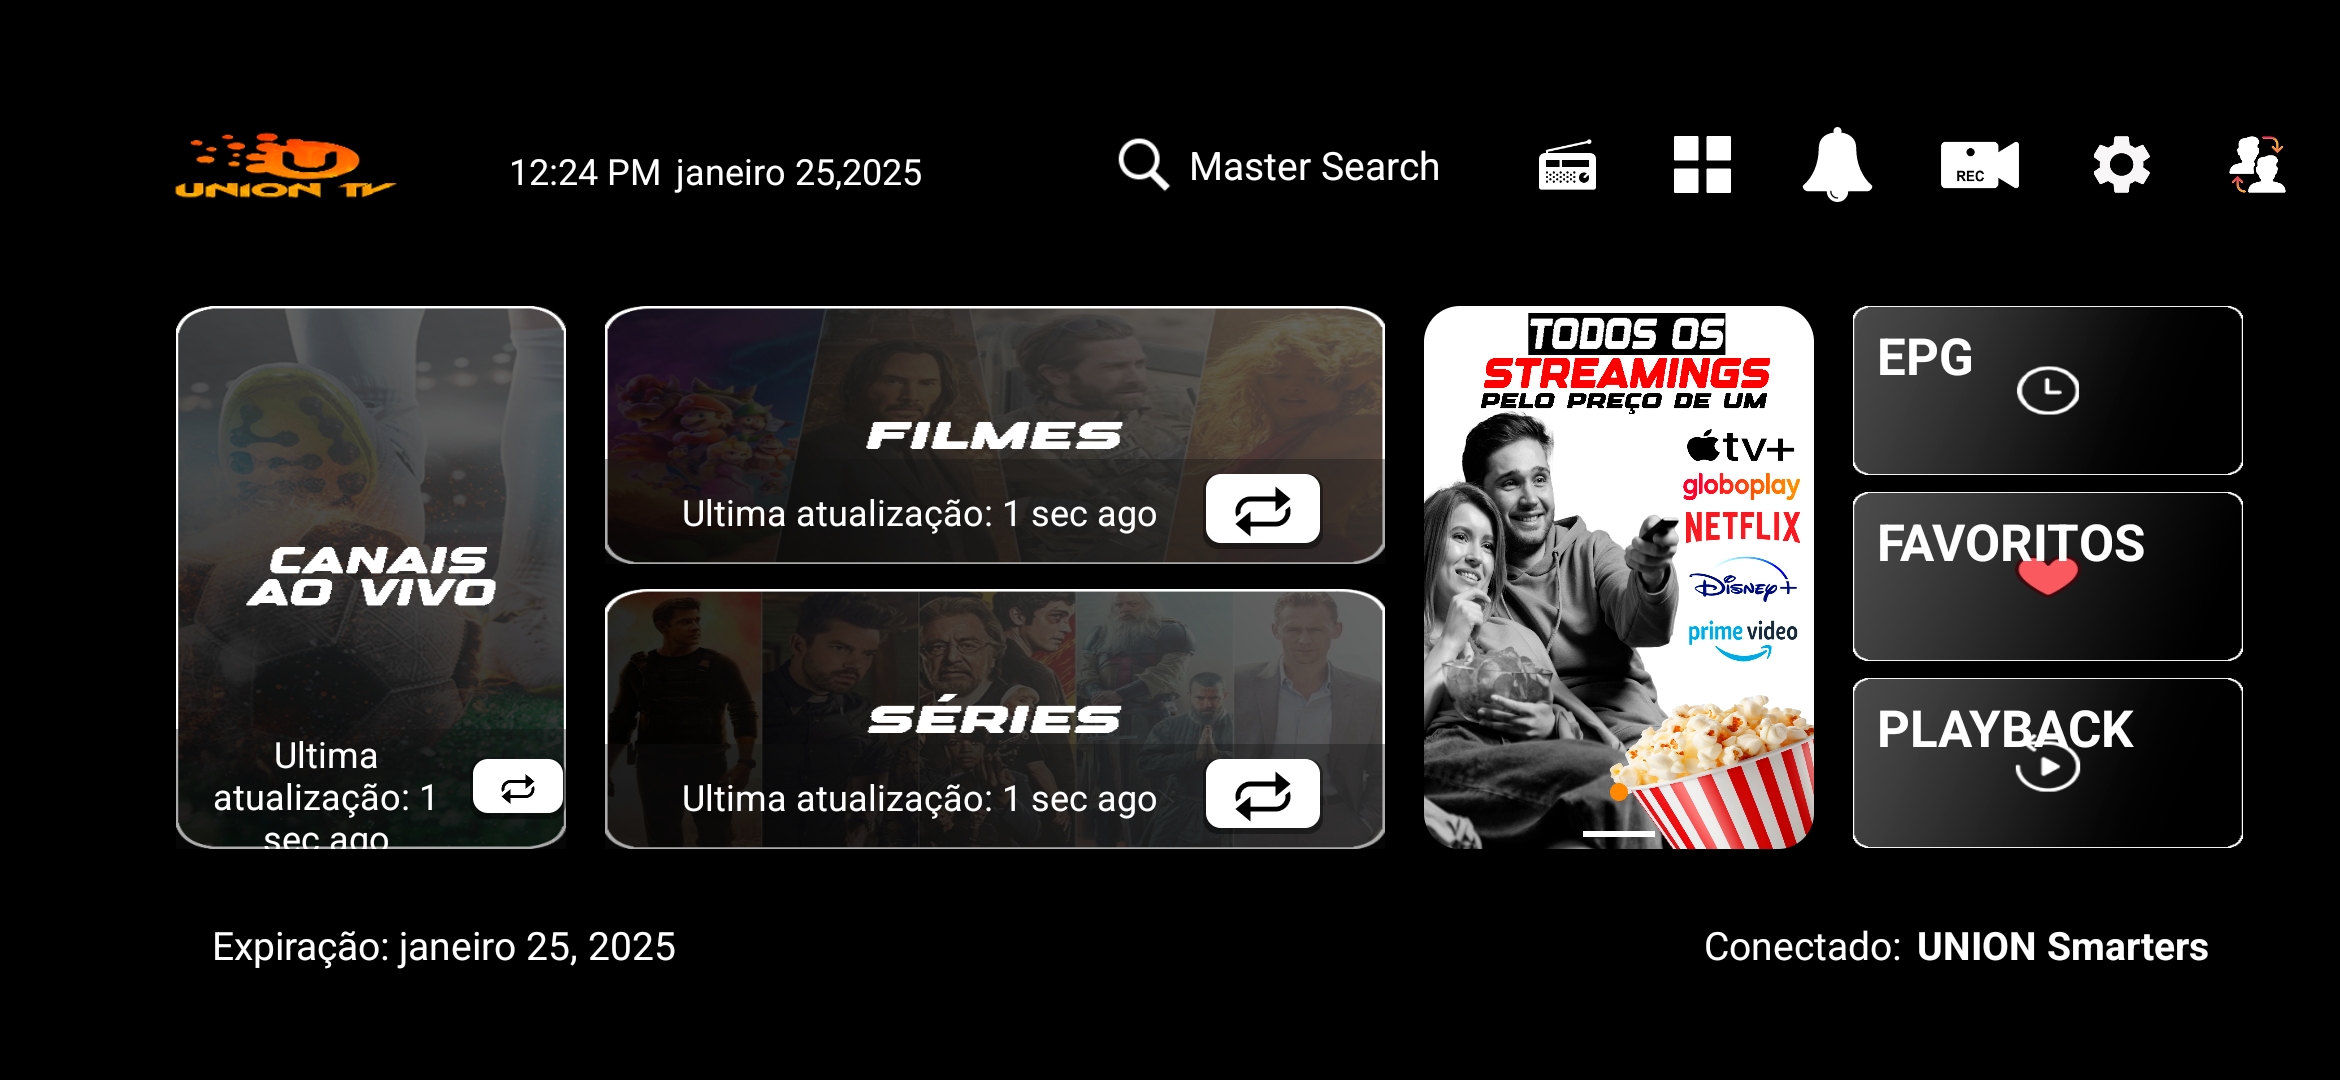 UNION TV
12:24 PM janeiro 25,2025
Master Search
REC
CANAIS
AO VIVO
Ultima
atualização: 1
sec ago
FILMES
Ultima atualização: 1 sec ago
SÉRIES
Ultima atualização: 1 sec ago
TODOS OS
STREAMINGS
PELO PREÇO DE UM
tv+
globoplay
NETFLIX
Disney+
prime video
EPG
FAVORITOS
PLAYBACK
Expiração: janeiro 25, 2025
Conectado: UNION Smarters